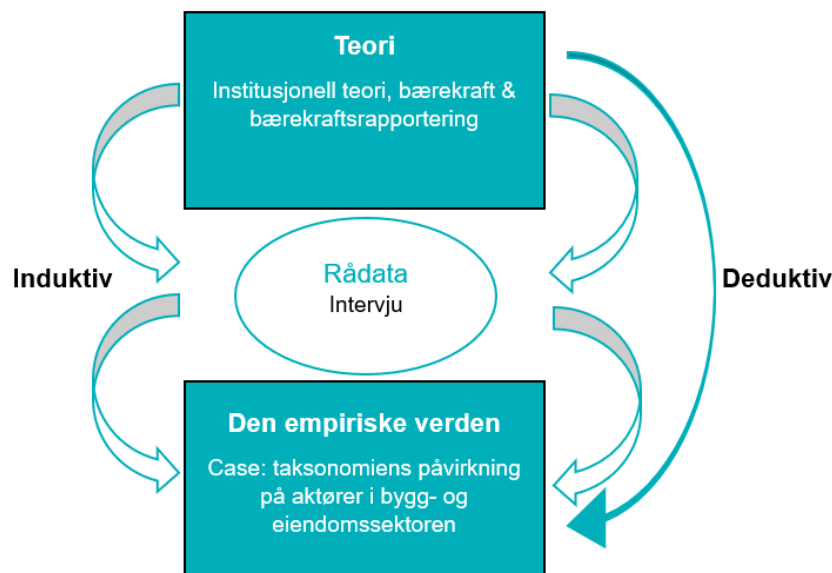 Teori
Institusjonell teori, bærekraft &
bærekraftsrapportering
Induktiv
Rådata
Intervju
Deduktiv
Den empiriske verden
Case: taksonomiens påvirkning
på aktører i bygg- og
eiendomssektoren